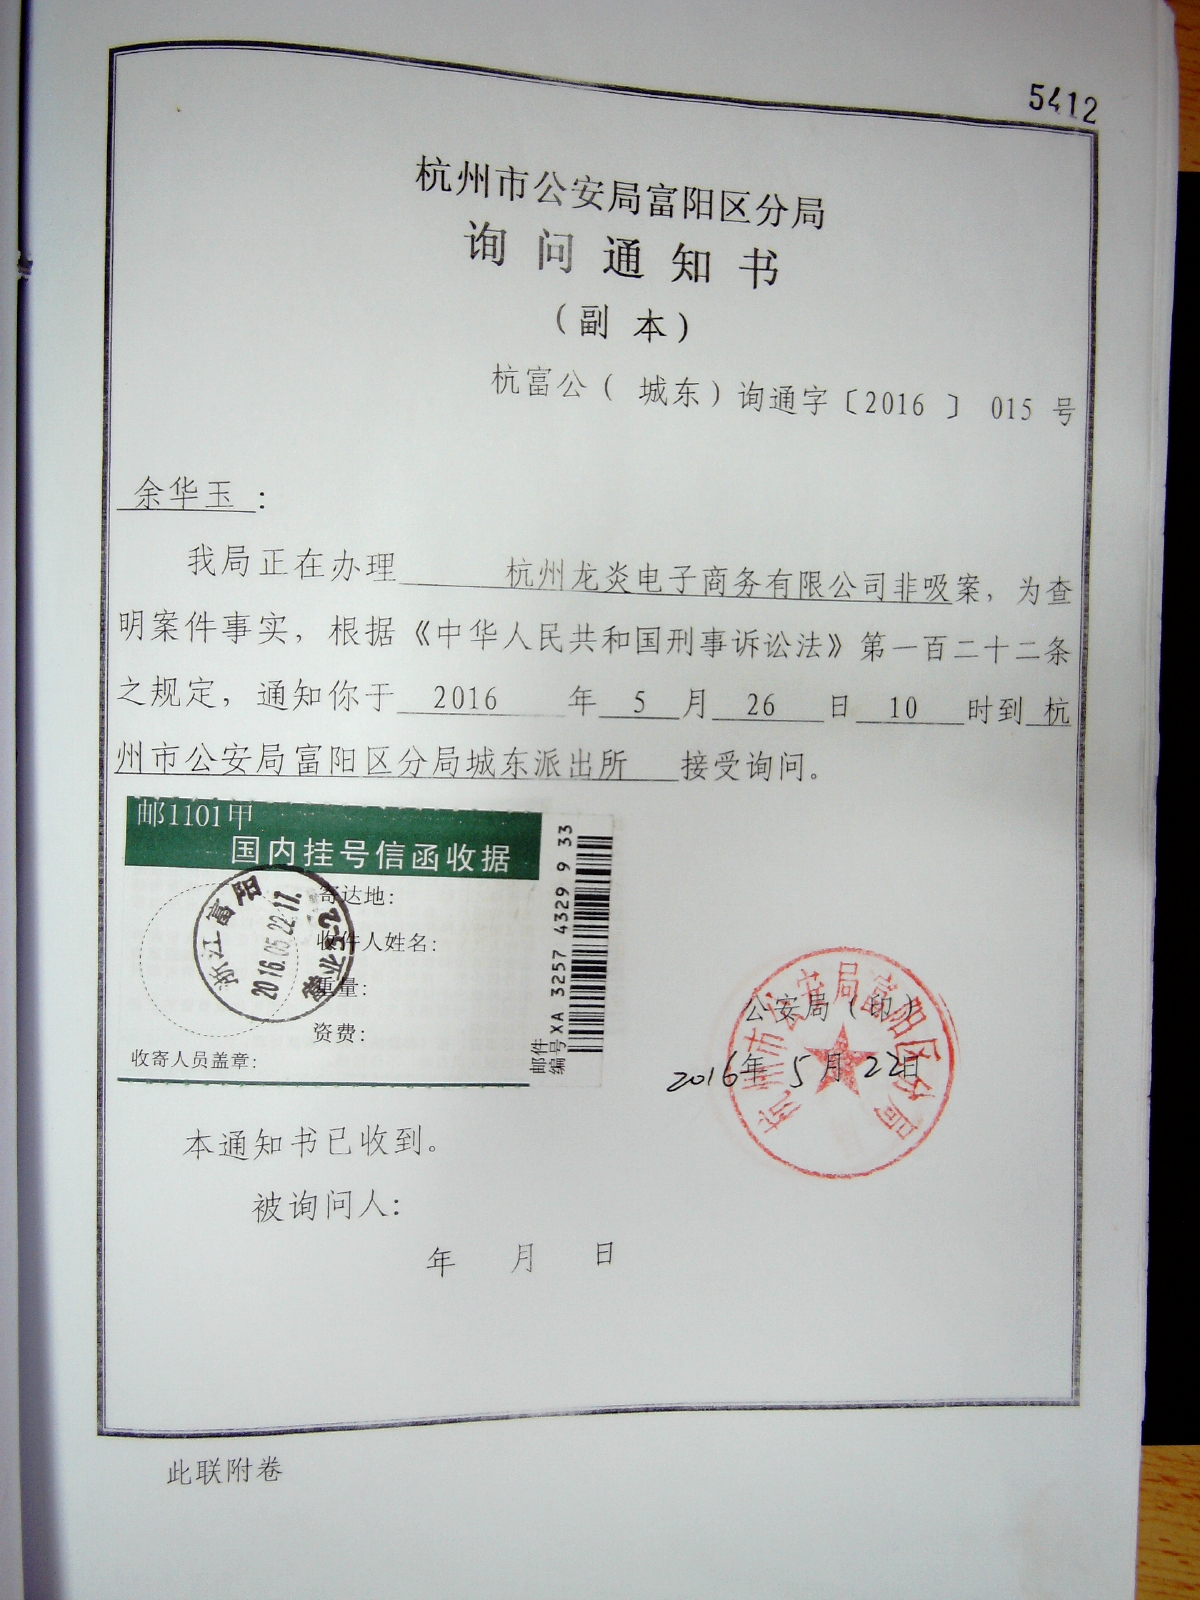 5412
杭州市公安局富阳区分局
询问通知书
（副本）
杭富公（城东）询通字〔2016〕015号
余华玉：
我局正在办理 杭州龙炎电子商务有限公司非吸案，为查
明案件事实，根据《中华人民共和国刑事诉讼法》第一百二十二条
之规定，通知你于 2016 年 5 月 26 日 10 时到 杭
州市公安局富阳区分局城东派出所 接受询问。
邮1101甲
国内挂号信函收据
寄达地：
收件人姓名：
重量：
资费：
收寄人员盖章：
浙江富阳
2016.05.22.17.
邮件
编号XA 3257 4329 9 33
公安局（印）
2016年5月22日
杭州市公安局富阳区分局
本通知书已收到。
被询问人：
年 月 日
此联附卷